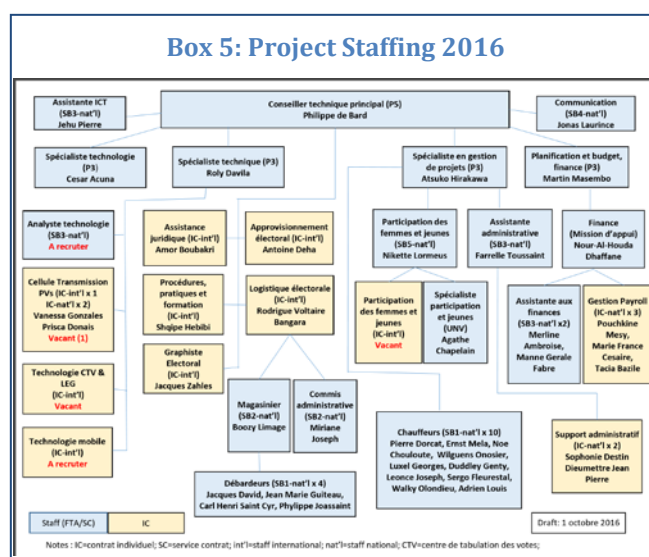 Box 5: Project Staffing 2016
Assistante ICT
(SB3-nat'l)
Jehu Pierre
Conseiller technique principal (P5)
Philippe de Bard
Communication
(SB4-nat'l)
Jonas Laurince
Spécialiste technologie
(P3)
Cesar Acuna
Spécialiste technique (P3)
Roly Davila
Spécialiste en gestion
de projets (P3)
Atsuko Hirakawa
Planification et budget,
finance (P3)
Martin Masembo
Analyste technologie
(SB3-nat'l)
A recruter
Assistance
juridique (IC-int'l)
Amor Boubakri
Approvisionnement
électoral (IC-int'l)
Antoine Deha
Participation des
femmes et jeunes
(SB5-nat'l)
Nikette Lormeus
Assistante
administrative
(SB3-nat'l)
Farrelle Toussaint
Finance
(Mission d'appui)
Nour-Al-Houda
Dhaffane
Cellule Transmission
PVs (IC-int'l x 1
IC-nat'l x 2)
Vanessa Gonzales
Prisca Donais
Vacant (1)
Procédures,
pratiques et
formation
(IC-int'l)
Shqipe Hebibi
Logistique électorale
(IC-int'l)
Rodrigue Voltaire
Bangara
Participation
des femmes et
jeunes
(IC-int'l)
Vacant
Spécialiste
participation
et jeunes
(UNV)
Agathe
Chapelain
Assistante aux
finances
(SB3-nat'l x2)
Merline
Ambroise,
Manne Gerale
Fabre
Gestion Payroll
(IC-nat'l x 3)
Pouchkine
Mesy,
Marie France
Cesaire,
Tacia Bazile
Graphiste
Electoral
(IC-int'l)
Jacques Zahles
Technologie CTV &
LEG
(IC-int'l)
Vacant
Magasinier
(SB2-nat'l)
Boozy Limage
Commis
administrative
(SB2-nat'l)
Miriane
Joseph
Technologie mobile
(IC-int'l)
A recruter
Chauffeurs (SB1-nat'l x 10)
Pierre Dorcat, Ernst Mela, Noe
Chouloute, Wilguens Onosier,
Luxel Georges, Duddley Genty,
Leonce Joseph, Sergo Fleurestal,
Walky Olondieu, Adrien Louis
Support administratif
(IC-nat'l x 2)
Sophonie Destin
Dieumettre Jean
Pierre
Débardeurs (SB1-nat'l x 4)
Jacques David, Jean Marie Guiteau,
Carl Henri Saint Cyr, Phylippe Joassaint
Staff (FTA/SC)
IC
Draft: 1 octobre 2016
Notes : IC=contrat individuel; SC=service contrat; int'l=staff international; nat'l=staff national; CTV=centre de tabulation des votes;